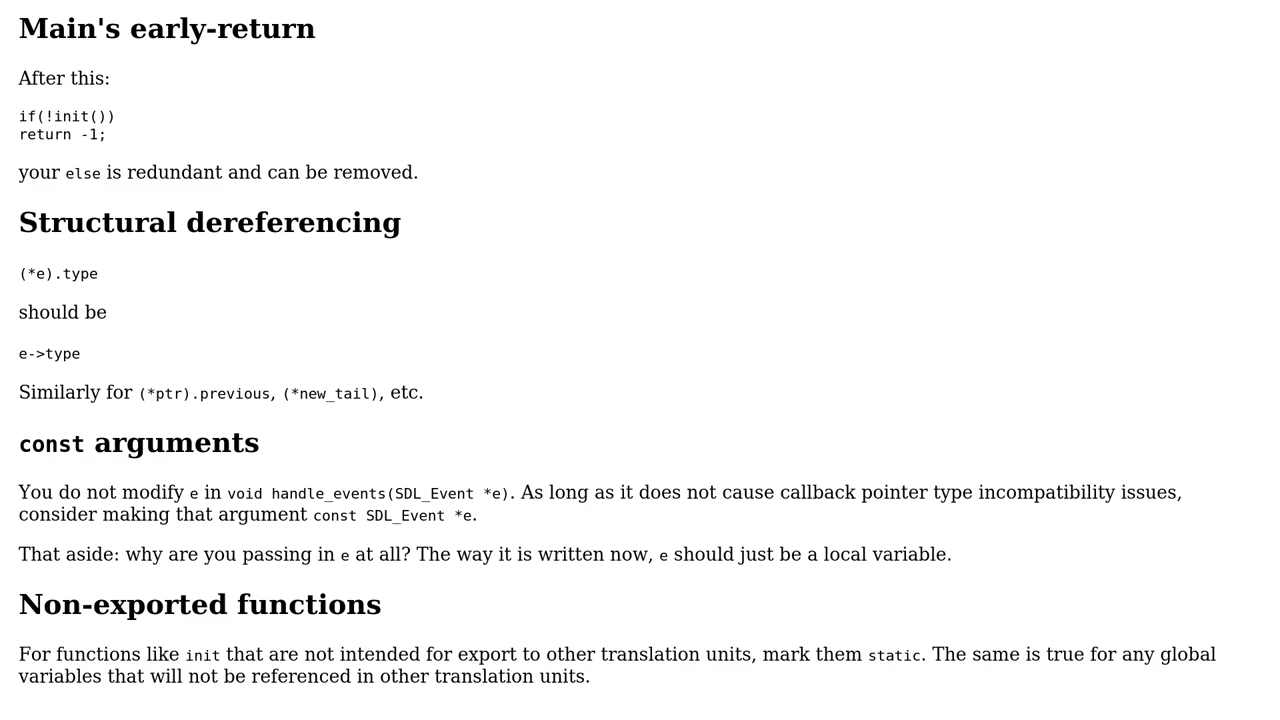 Main's early-return
After this:
if(!init())
return -1;
your else is redundant and can be removed.
Structural dereferencing
(*e).type
should be
e->type
Similarly for (*ptr).previous, (*new_tail), etc.
const arguments
You do not modify e in void handle_events(SDL_Event *e). As long as it does not cause callback pointer type incompatibility issues,
consider making that argument const SDL_Event *e.
That aside: why are you passing in e at all? The way it is written now, e should just be a local variable.
Non-exported functions
For functions like init that are not intended for export to other translation units, mark them static. The same is true for any global
variables that will not be referenced in other translation units.